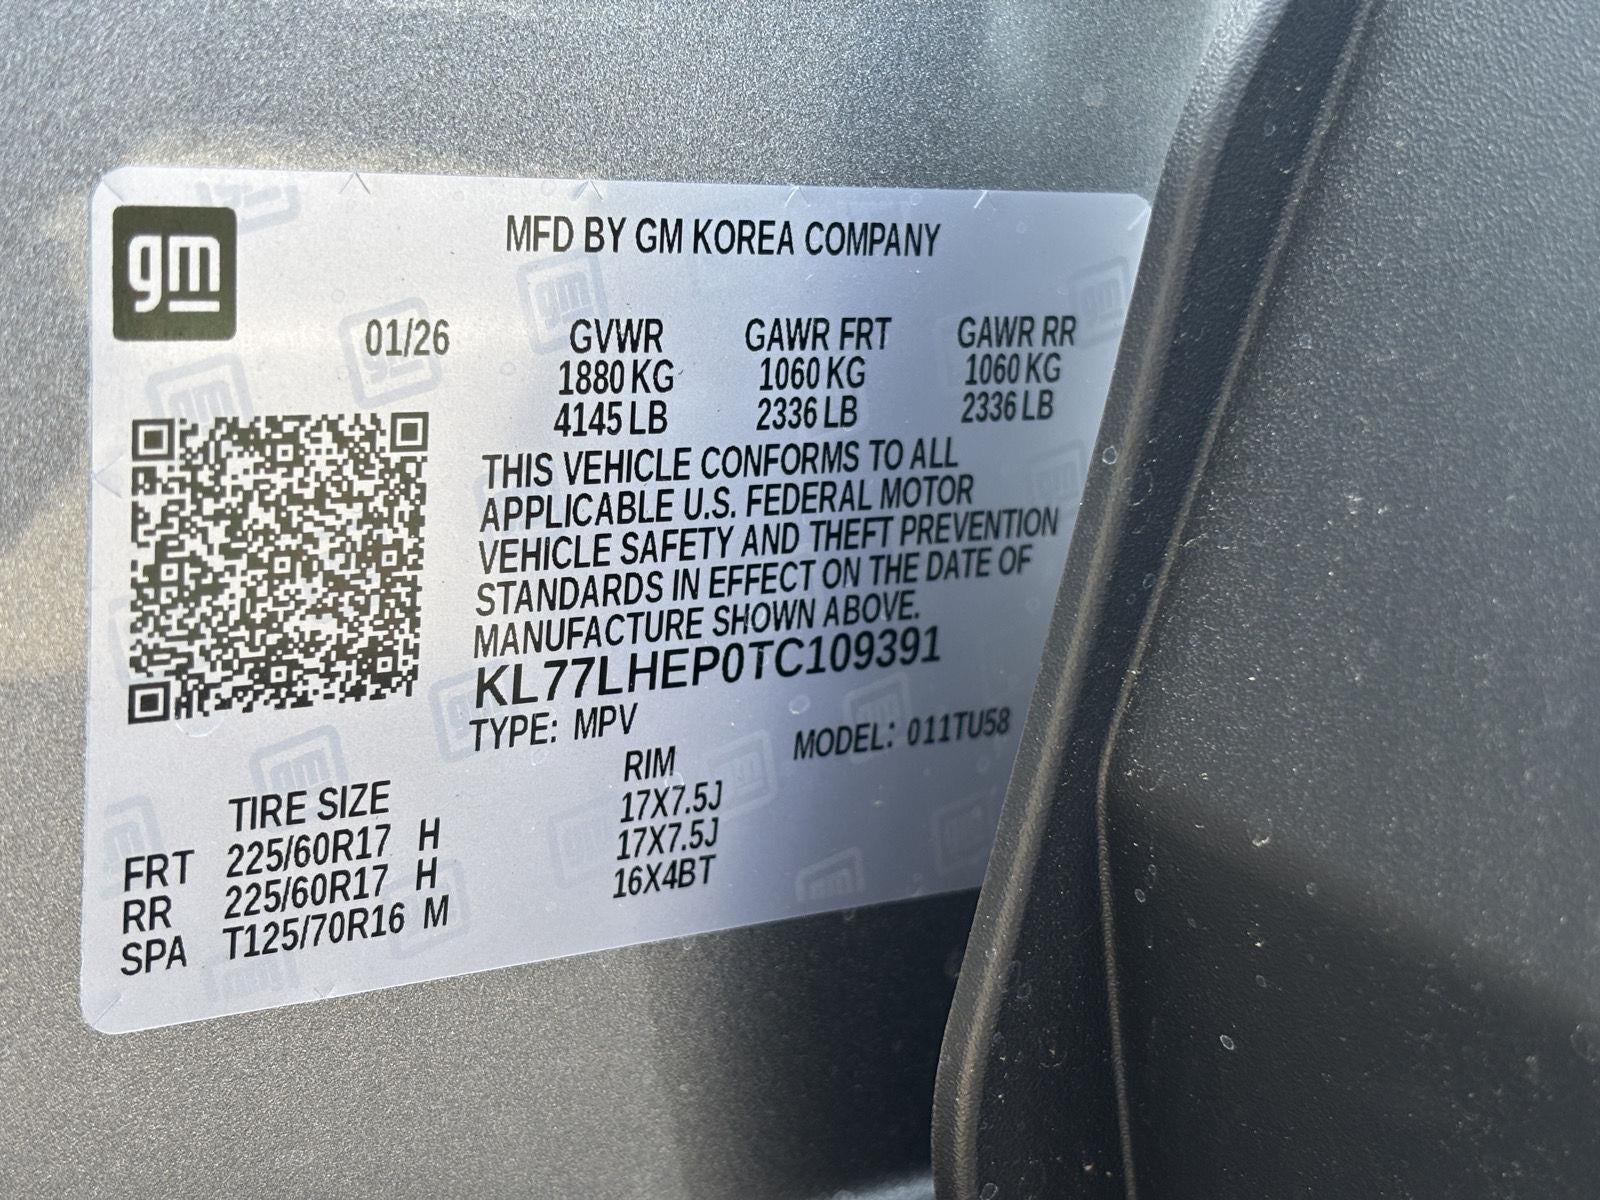 gm
MFD BY GM KOREA COMPANY
01/26 GVWR GAWR FRT GAWR RR
1880 KG 1060 KG 1060 KG
4145 LB 2336 LB 2336 LB
THIS VEHICLE CONFORMS TO ALL
APPLICABLE U.S. FEDERAL MOTOR
VEHICLE SAFETY AND THEFT PREVENTION
STANDARDS IN EFFECT ON THE DATE OF
MANUFACTURE SHOWN ABOVE.
KL77LHEP0TC109391
TYPE: MPV MODEL: 011TU58
TIRE SIZE RIM
FRT 225/60R17 H 17X7.5J
RR 225/60R17 H 17X7.5J
SPA T125/70R16 M 16X4BT